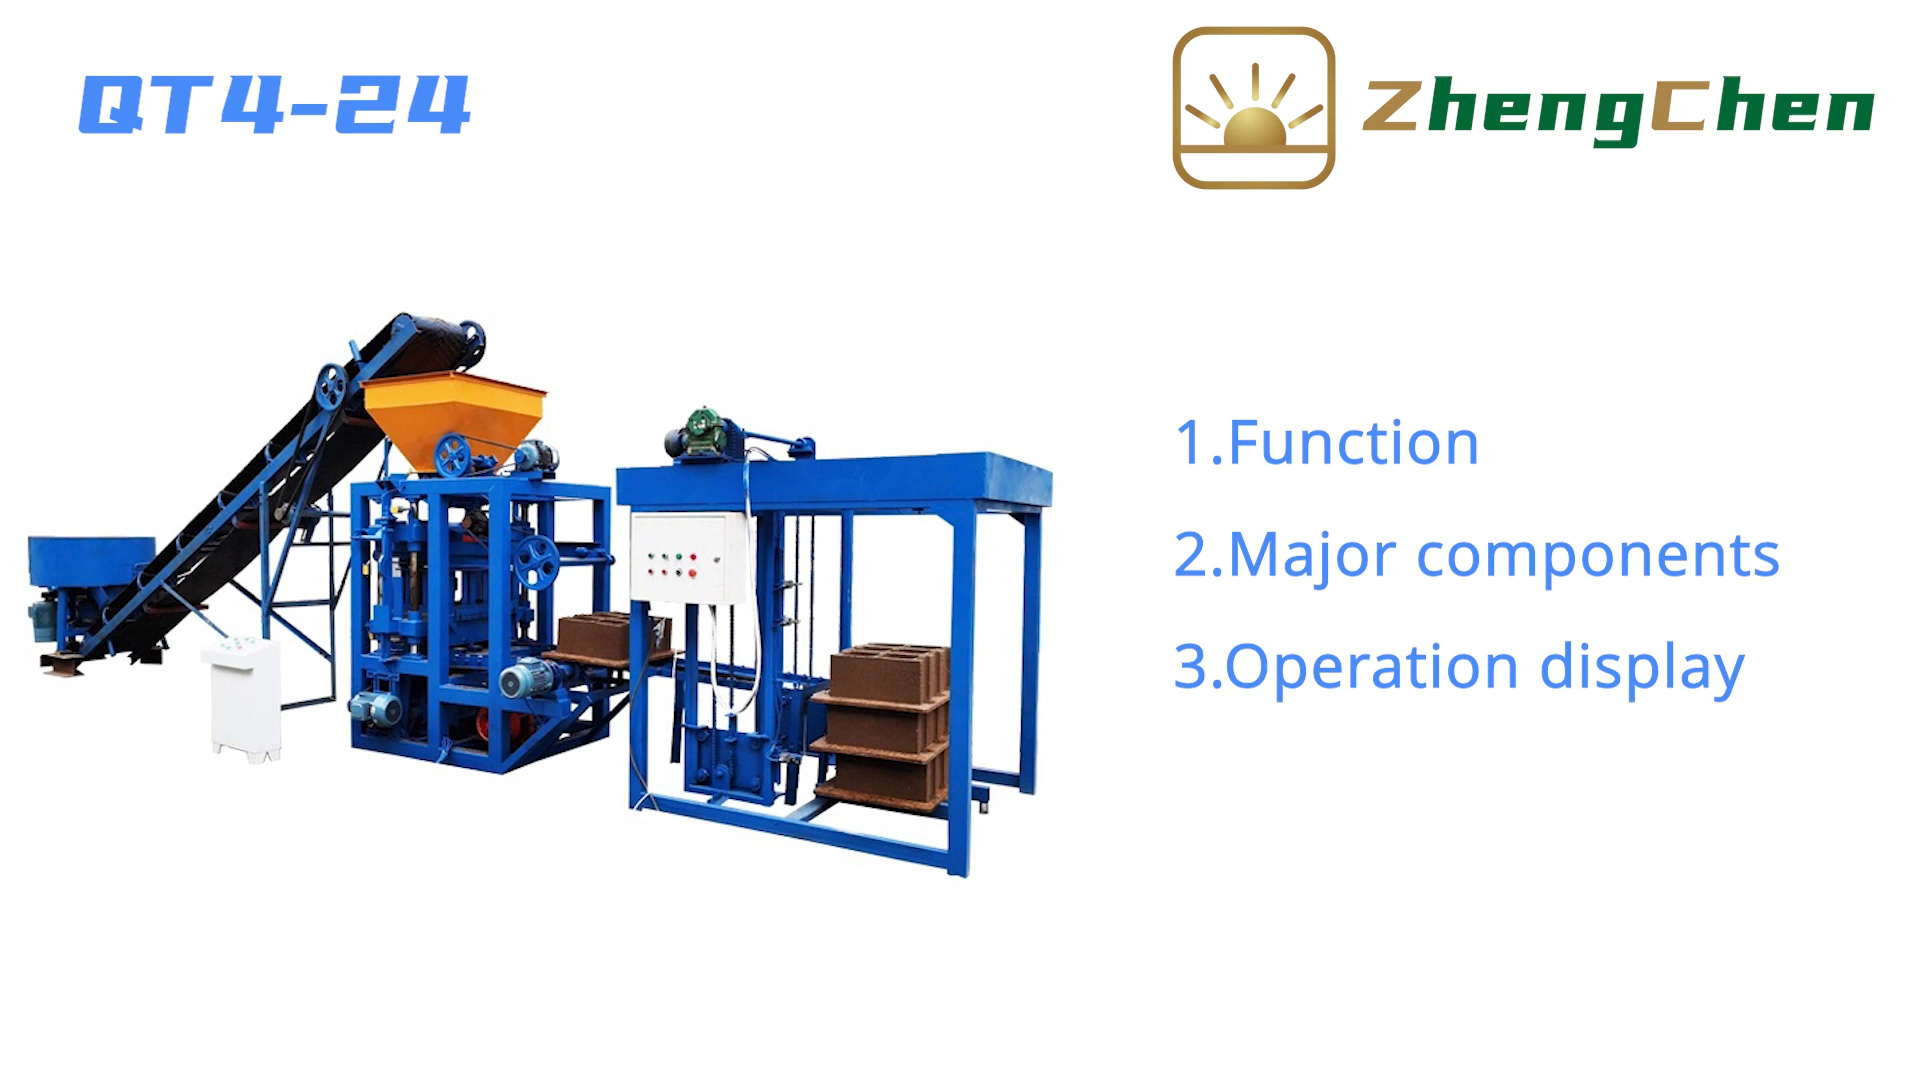 QT4-24
ZhengChen
1.Function
2.Major components
3.Operation display